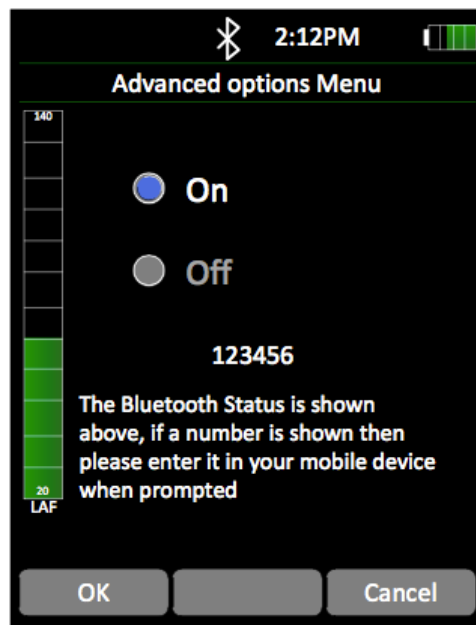 2:12PM
Advanced options Menu
140
On
Off
123456
The Bluetooth Status is shown
above, if a number is shown then
please enter it in your mobile device
when prompted
20
LAF
OK
Cancel